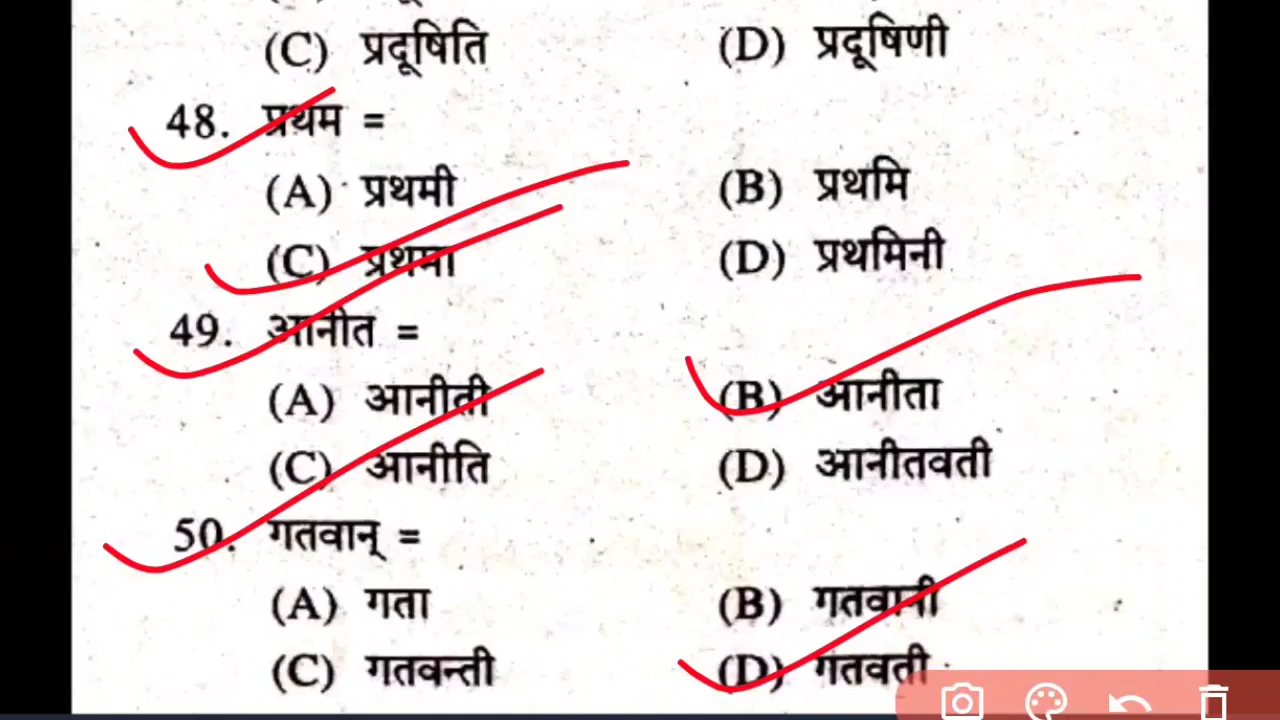 (C) प्रदूषिति (D) प्रदूषिणी
48. प्रथम =
(A) प्रथमी (B) प्रथमि
(C) प्रथमा (D) प्रथमिनी
49. आनीत =
(A) आनीती (B) आनीता
(C) आनीति (D) आनीतवती
50. गतवान् =
(A) गता (B) गतवानी
(C) गतवन्ती (D) गतवती